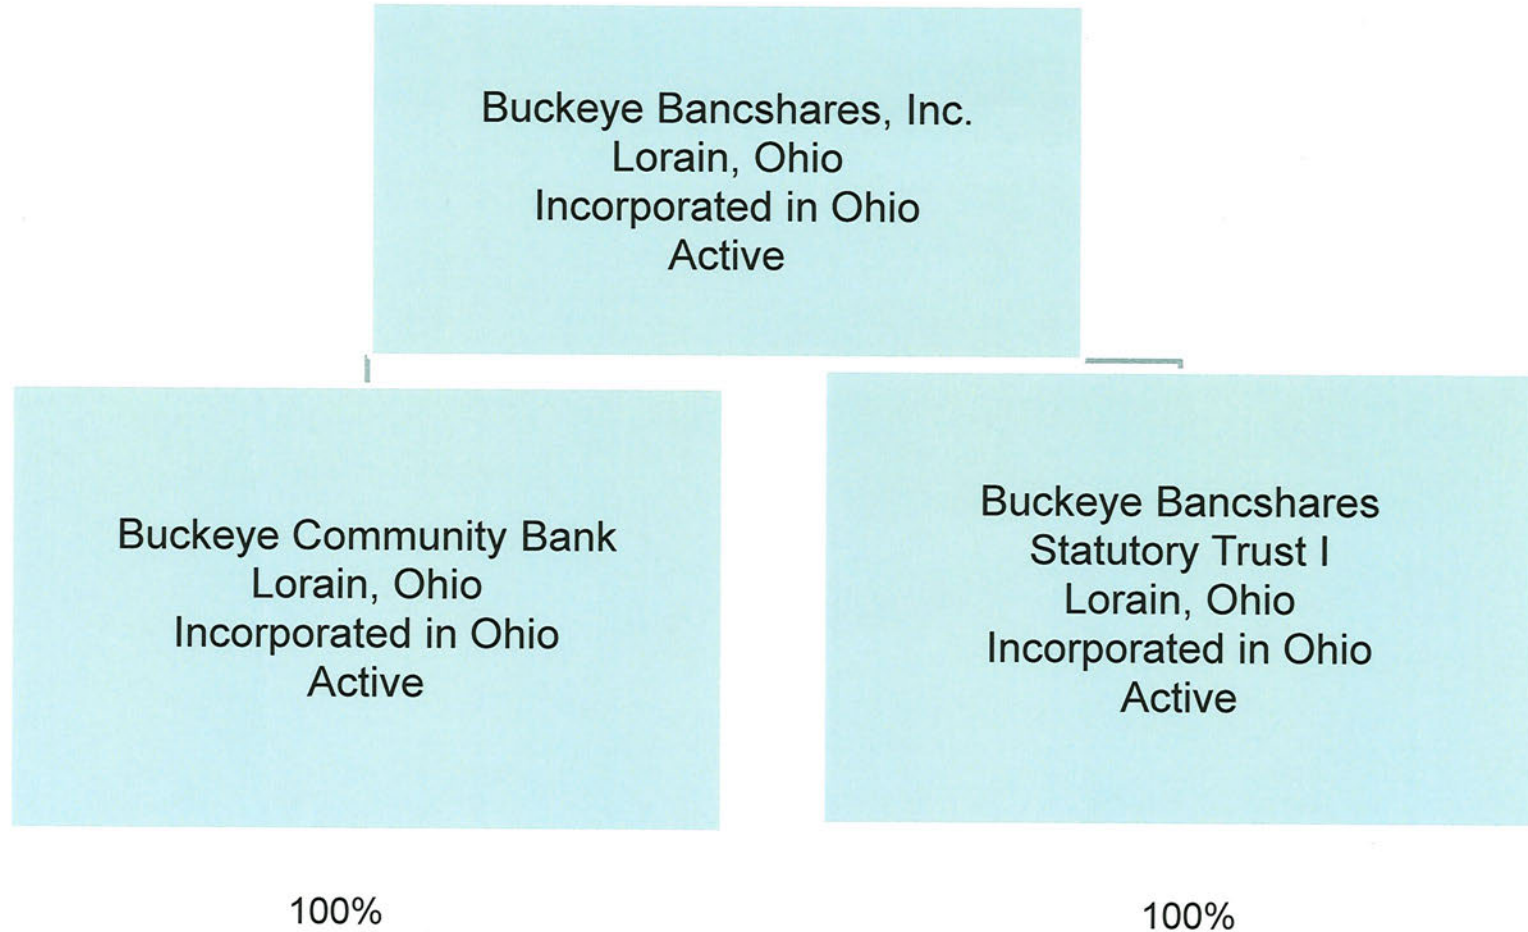 Buckeye Bancshares, Inc.
Lorain, Ohio
Incorporated in Ohio
Active
Buckeye Community Bank
Lorain, Ohio
Incorporated in Ohio
Active
100%
Buckeye Bancshares
Statutory Trust I
Lorain, Ohio
Incorporated in Ohio
Active
100%